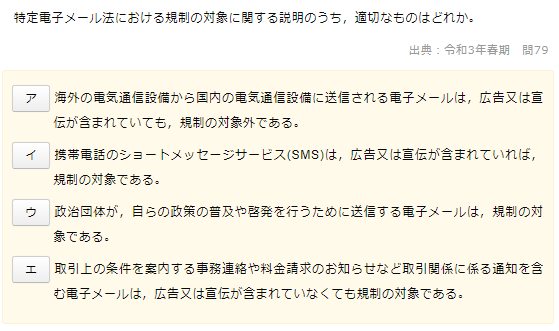 特定電子メール法における規制の対象に関する説明のうち，適切なものはどれか。
出典：令和3年春期　問79
ア 海外の電気通信設備から国内の電気通信設備に送信される電子メールは，広告又は宣
伝が含まれていても，規制の対象外である。
イ 携帯電話のショートメッセージサービス(SMS)は，広告又は宣伝が含まれていれば，
規制の対象である。
ウ 政治団体が，自らの政策の普及や啓発を行うために送信する電子メールは，規制の対
象である。
エ 取引上の条件を案内する事務連絡や料金請求のお知らせなど取引関係に係る通知を含
む電子メールは，広告又は宣伝が含まれていなくても規制の対象である。